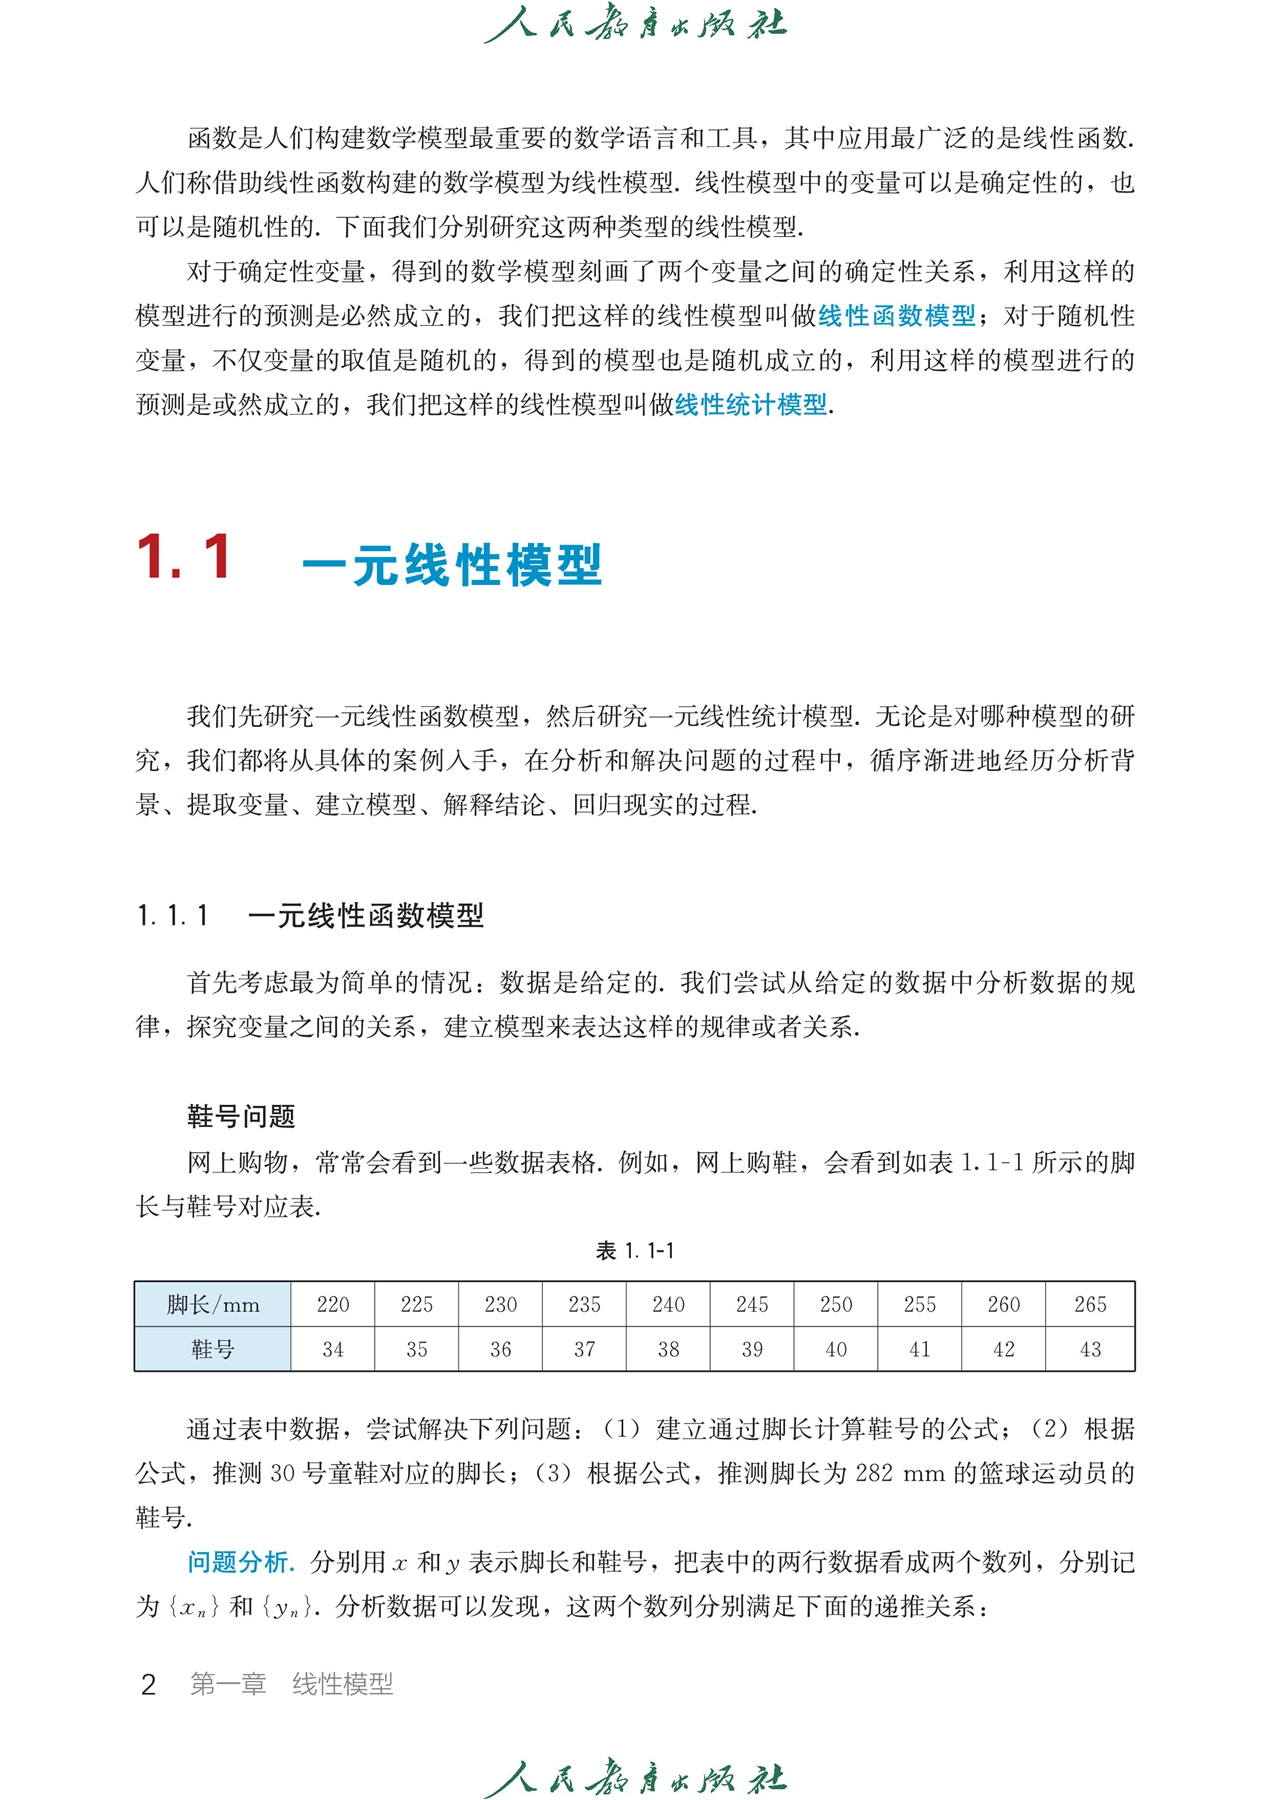 人民教育出版社
函数是人们构建数学模型最重要的数学语言和工具，其中应用最广泛的是线性函数.
人们称借助线性函数构建的数学模型为线性模型. 线性模型中的变量可以是确定性的，也
可以是随机性的. 下面我们分别研究这两种类型的线性模型.
对于确定性变量，得到的数学模型刻画了两个变量之间的确定性关系，利用这样的
模型进行的预测是必然成立的，我们把这样的线性模型叫做线性函数模型；对于随机性
变量，不仅变量的取值是随机的，得到的模型也是随机成立的，利用这样的模型进行的
预测是或然成立的，我们把这样的线性模型叫做线性统计模型.
1.1 一元线性模型
我们先研究一元线性函数模型，然后研究一元线性统计模型. 无论是对哪种模型的研
究，我们都将从具体的案例入手，在分析和解决问题的过程中，循序渐进地经历分析背
景、提取变量、建立模型、解释结论、回归现实的过程.
1.1.1 一元线性函数模型
首先考虑最为简单的情况：数据是给定的. 我们尝试从给定的数据中分析数据的规
律，探究变量之间的关系，建立模型来表达这样的规律或者关系.
鞋号问题
网上购物，常常会看到一些数据表格. 例如，网上购鞋，会看到如表 1.1-1 所示的脚
长与鞋号对应表.
表 1.1-1
脚长/mm 220 225 230 235 240 245 250 255 260 265
鞋号 34 35 36 37 38 39 40 41 42 43
通过表中数据，尝试解决下列问题：（1）建立通过脚长计算鞋号的公式；（2）根据
公式，推测 30 号童鞋对应的脚长；（3）根据公式，推测脚长为 282 mm 的篮球运动员的
鞋号.
问题分析. 分别用 x 和 y 表示脚长和鞋号，把表中的两行数据看成两个数列，分别记
为 {xₙ} 和 {yₙ}. 分析数据可以发现，这两个数列分别满足下面的递推关系：
2 第一章 线性模型
人民教育出版社